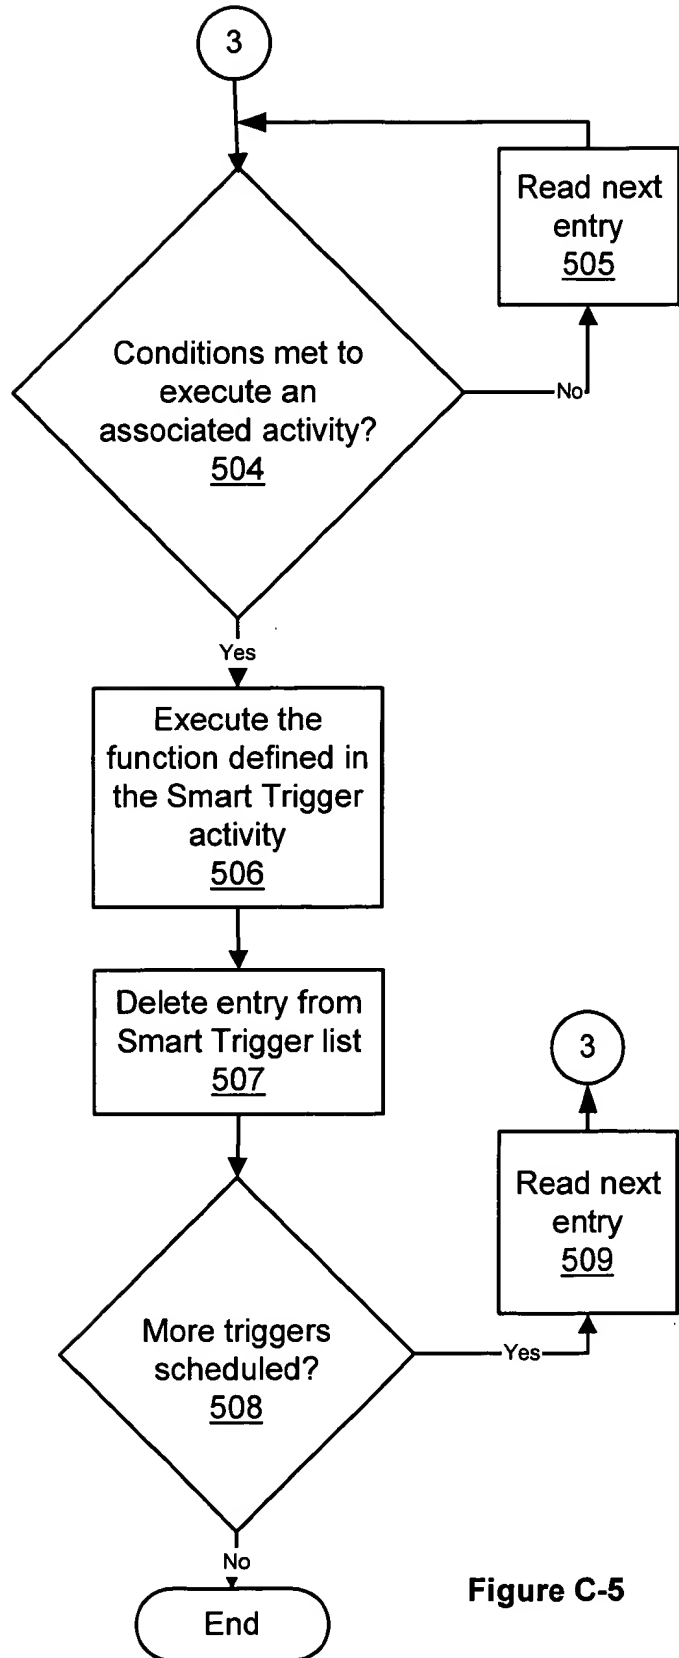 3
Read next
entry
505
Conditions met to
execute an
associated activity?
504
No
Yes
Execute the
function defined in
the Smart Trigger
activity
506
Delete entry from
Smart Trigger list
507
3
Read next
entry
509
More triggers
scheduled?
508
Yes
No
End
Figure C-5